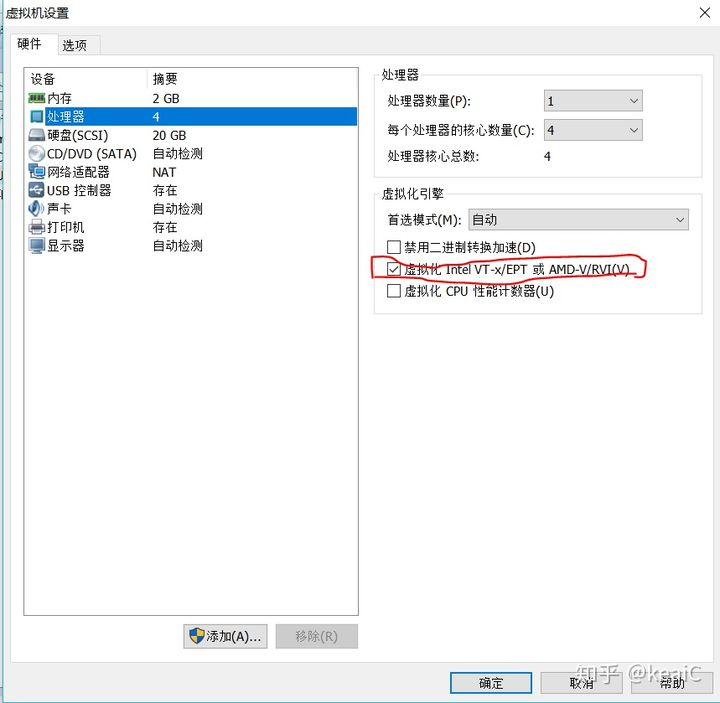 虚拟机设置
硬件 选项
设备 摘要
内存 2 GB
处理器 4
硬盘(SCSI) 20 GB
CD/DVD (SATA) 自动检测
网络适配器 NAT
USB 控制器 存在
声卡 自动检测
打印机 存在
显示器 自动检测
添加(A)... 移除(R)
处理器
处理器数量(P): 1
每个处理器的核心数量(C): 4
处理器核心总数: 4
虚拟化引擎
首选模式(M): 自动
禁用二进制转换加速(D)
虚拟化 Intel VT-x/EPT 或 AMD-V/RVI(V)
虚拟化 CPU 性能计数器(U)
确定 取消 帮助
知乎 @keaiC